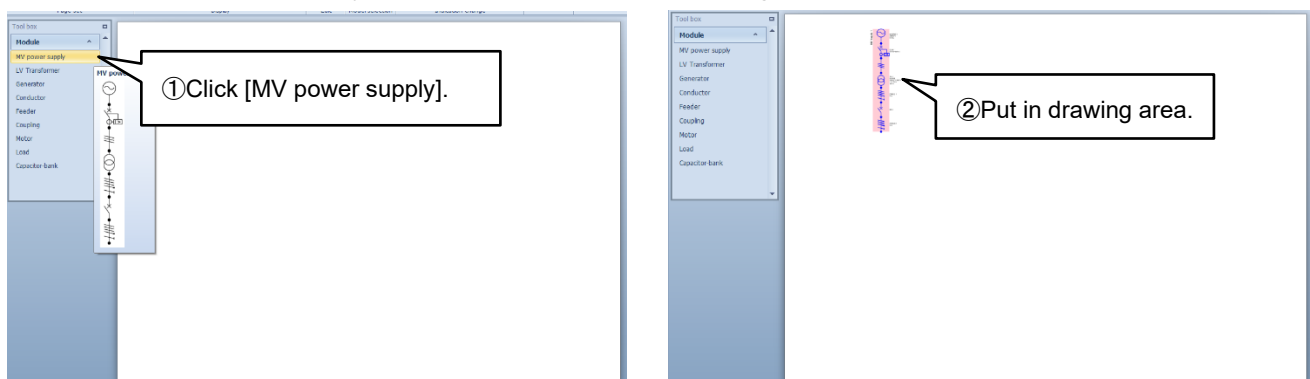 Tool box
Module
MV power supply
LV Transformer
Generator
Conductor
Feeder
Coupling
Motor
Load
Capacitor-bank
MV powe
①Click [MV power supply].
Tool box
Module
MV power supply
LV Transformer
Generator
Conductor
Feeder
Coupling
Motor
Load
Capacitor-bank
②Put in drawing area.